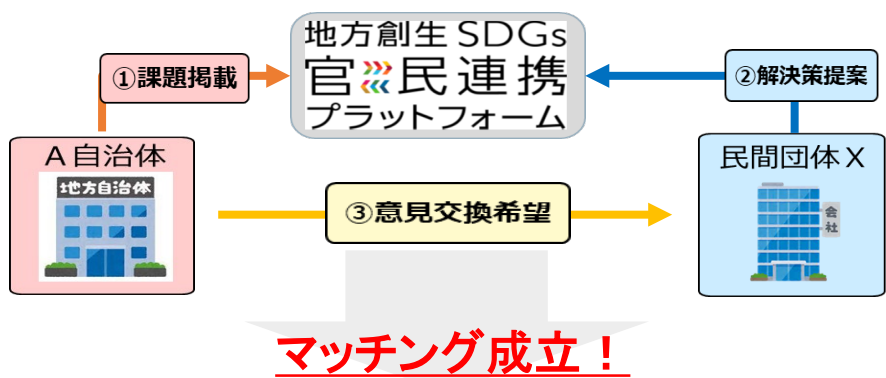 地方創生SDGs
官民連携
プラットフォーム
①課題掲載
②解決策提案
A自治体
地方自治体
民間団体X
会社
③意見交換希望
マッチング成立！